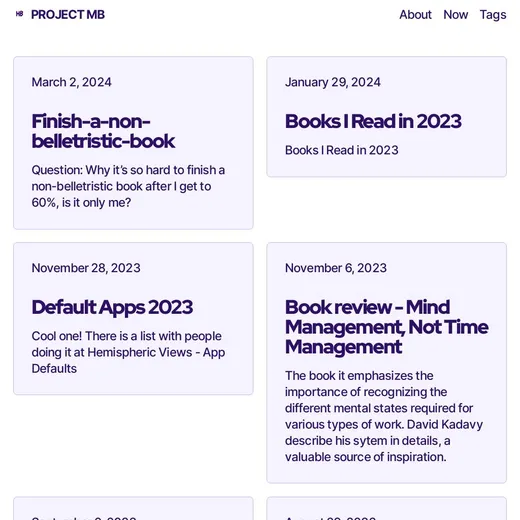 MB PROJECT MB
About Now Tags
March 2, 2024
Finish-a-non-
belletristic-book
Question: Why it's so hard to finish a
non-belletristic book after I get to
60%, is it only me?
January 29, 2024
Books I Read in 2023
Books I Read in 2023
November 28, 2023
Default Apps 2023
Cool one! There is a list with people
doing it at Hemispheric Views - App
Defaults
November 6, 2023
Book review - Mind
Management, Not Time
Management
The book it emphasizes the
importance of recognizing the
different mental states required for
various types of work. David Kadavy
describe his sytem in details, a
valuable source of inspiration.